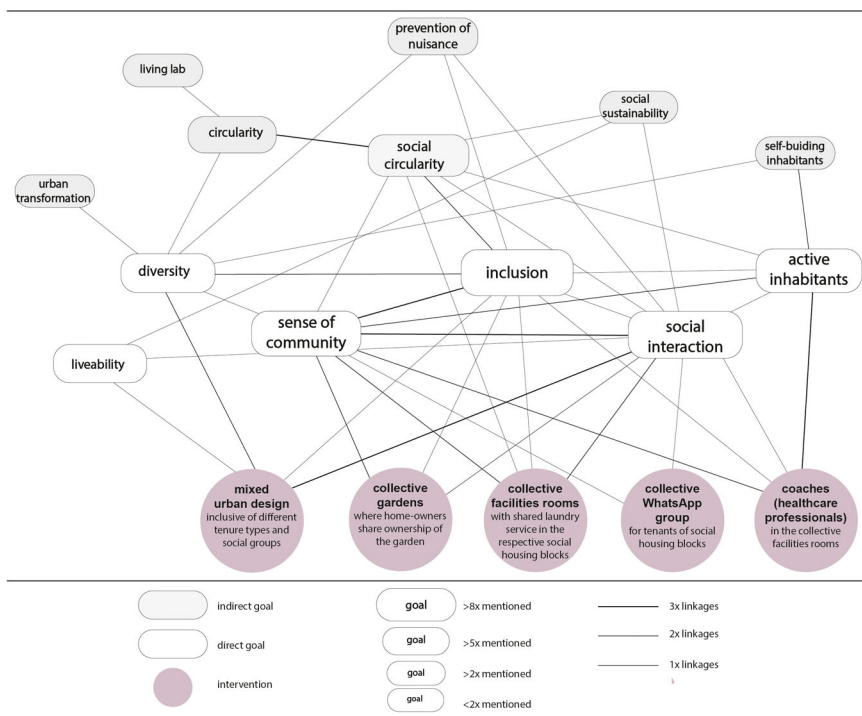 prevention of
nuisance
living lab
social
sustainability
circularity
social
circularity
self-buiding
inhabitants
urban
transformation
diversity
inclusion
active
inhabitants
sense of
community
social
interaction
liveability
mixed
urban design
inclusive of different
tenure types and
social groups
collective
gardens
where home-owners
share ownership of
the garden
collective
facilities rooms
with shared laundry
service in the
respective social
housing blocks
collective
WhatsApp
group
for tenants of social
housing blocks
coaches
(healthcare
professionals)
in the collective
facilities rooms
indirect goal
direct goal
intervention
goal >8x mentioned
goal >5x mentioned
goal >2x mentioned
goal <2x mentioned
3x linkages
2x linkages
1x linkages